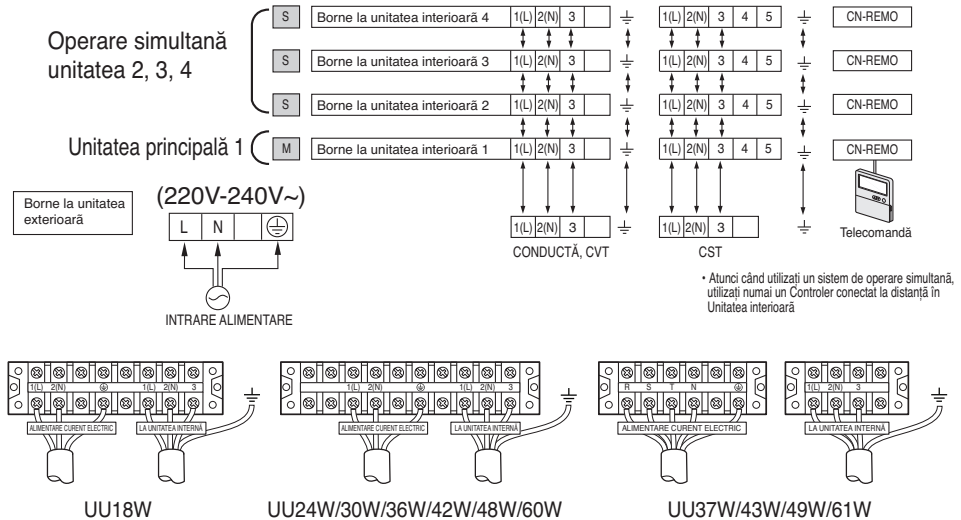 Operare simultană
unitatea 2, 3, 4
S Borne la unitatea interioară 4 1(L) 2(N) 3 1(L) 2(N) 3 4 5 CN-REMO
S Borne la unitatea interioară 3 1(L) 2(N) 3 1(L) 2(N) 3 4 5 CN-REMO
S Borne la unitatea interioară 2 1(L) 2(N) 3 1(L) 2(N) 3 4 5 CN-REMO
Unitatea principală 1 M Borne la unitatea interioară 1 1(L) 2(N) 3 1(L) 2(N) 3 4 5 CN-REMO
Borne la unitatea
exterioară
(220V-240V~)
L N
INTRARE ALIMENTARE
1(L) 2(N) 3
CONDUCTĂ, CVT
1(L) 2(N) 3
CST
Telecomandă
• Atunci când utilizați un sistem de operare simultană,
utilizați numai un Controler conectat la distanță în
Unitatea interioară
1(L) 2(N) 1(L) 2(N) 3
ALIMENTARE CURENT ELECTRIC LA UNITATEA INTERNĂ
UU18W
1(L) 2(N) 1(L) 2(N) 3
ALIMENTARE CURENT ELECTRIC LA UNITATEA INTERNĂ
UU24W/30W/36W/42W/48W/60W
R S T N 1(L) 2(N) 3
ALIMENTARE CURENT ELECTRIC LA UNITATEA INTERNĂ
UU37W/43W/49W/61W